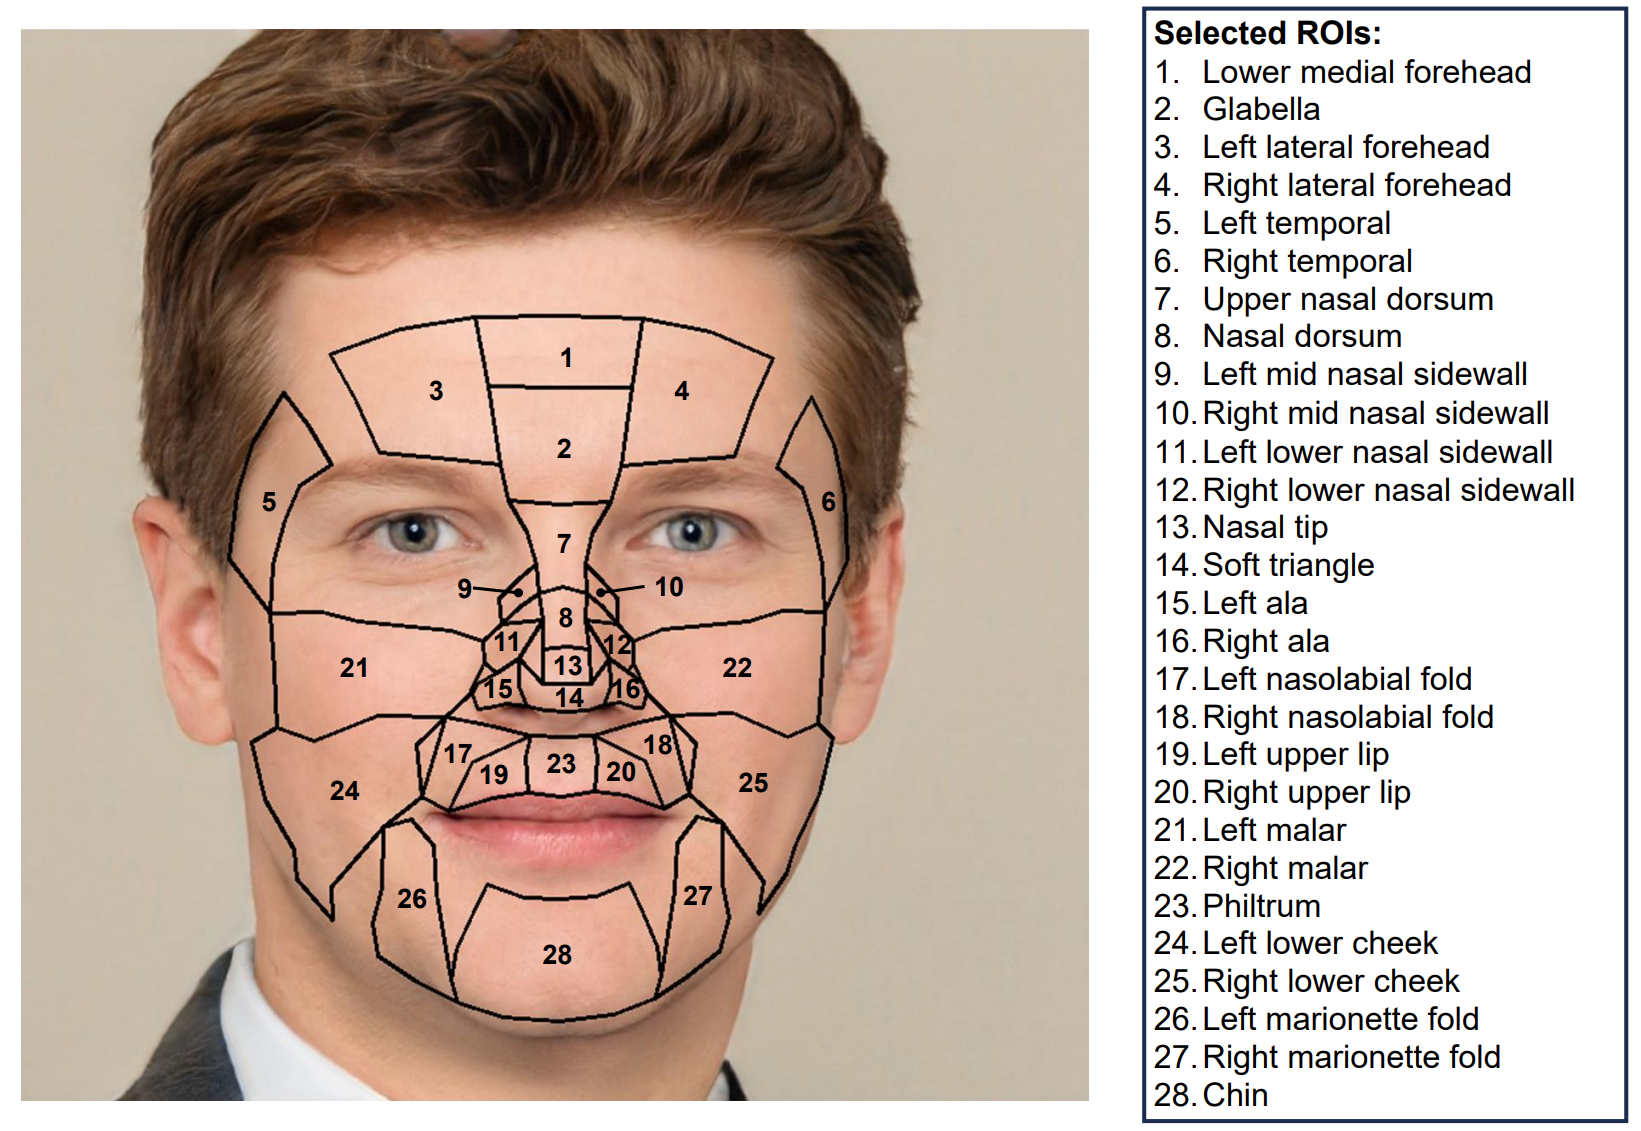 1
3
4
2
5
6
7
9
10
8
11
12
13
21
22
15
16
14
17
18
23
19
20
24
25
26
27
28
Selected ROIs:
1. Lower medial forehead
2. Glabella
3. Left lateral forehead
4. Right lateral forehead
5. Left temporal
6. Right temporal
7. Upper nasal dorsum
8. Nasal dorsum
9. Left mid nasal sidewall
10. Right mid nasal sidewall
11. Left lower nasal sidewall
12. Right lower nasal sidewall
13. Nasal tip
14. Soft triangle
15. Left ala
16. Right ala
17. Left nasolabial fold
18. Right nasolabial fold
19. Left upper lip
20. Right upper lip
21. Left malar
22. Right malar
23. Philtrum
24. Left lower cheek
25. Right lower cheek
26. Left marionette fold
27. Right marionette fold
28. Chin